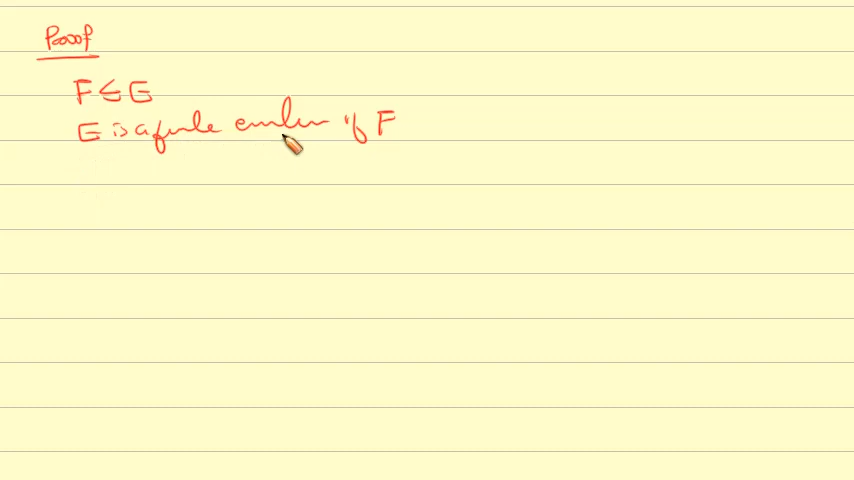 Proof
F ≤ E
E is a finite extension of F